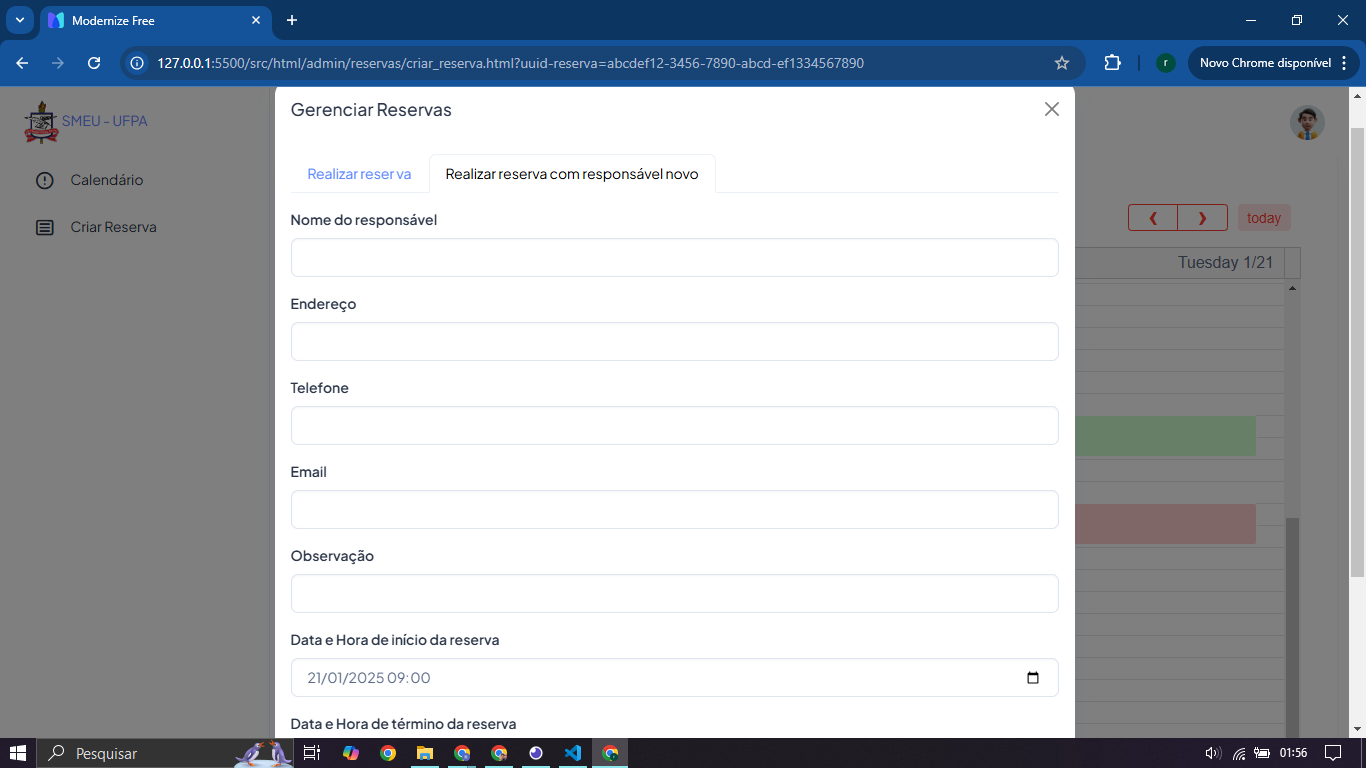 Modernize Free
127.0.0.1:5500/src/html/admin/reservas/criar_reserva.html?uuid-reserva=abcdef12-3456-7890-abcd-ef1334567890
r
Novo Chrome disponível
SMEU - UFPA
Calendário
Criar Reserva
Gerenciar Reservas
Realizar reserva
Realizar reserva com responsável novo
Nome do responsável
Endereço
Telefone
Email
Observação
Data e Hora de início da reserva
21/01/2025 09:00
Data e Hora de término da reserva
today
Tuesday 1/21
Pesquisar
01:56